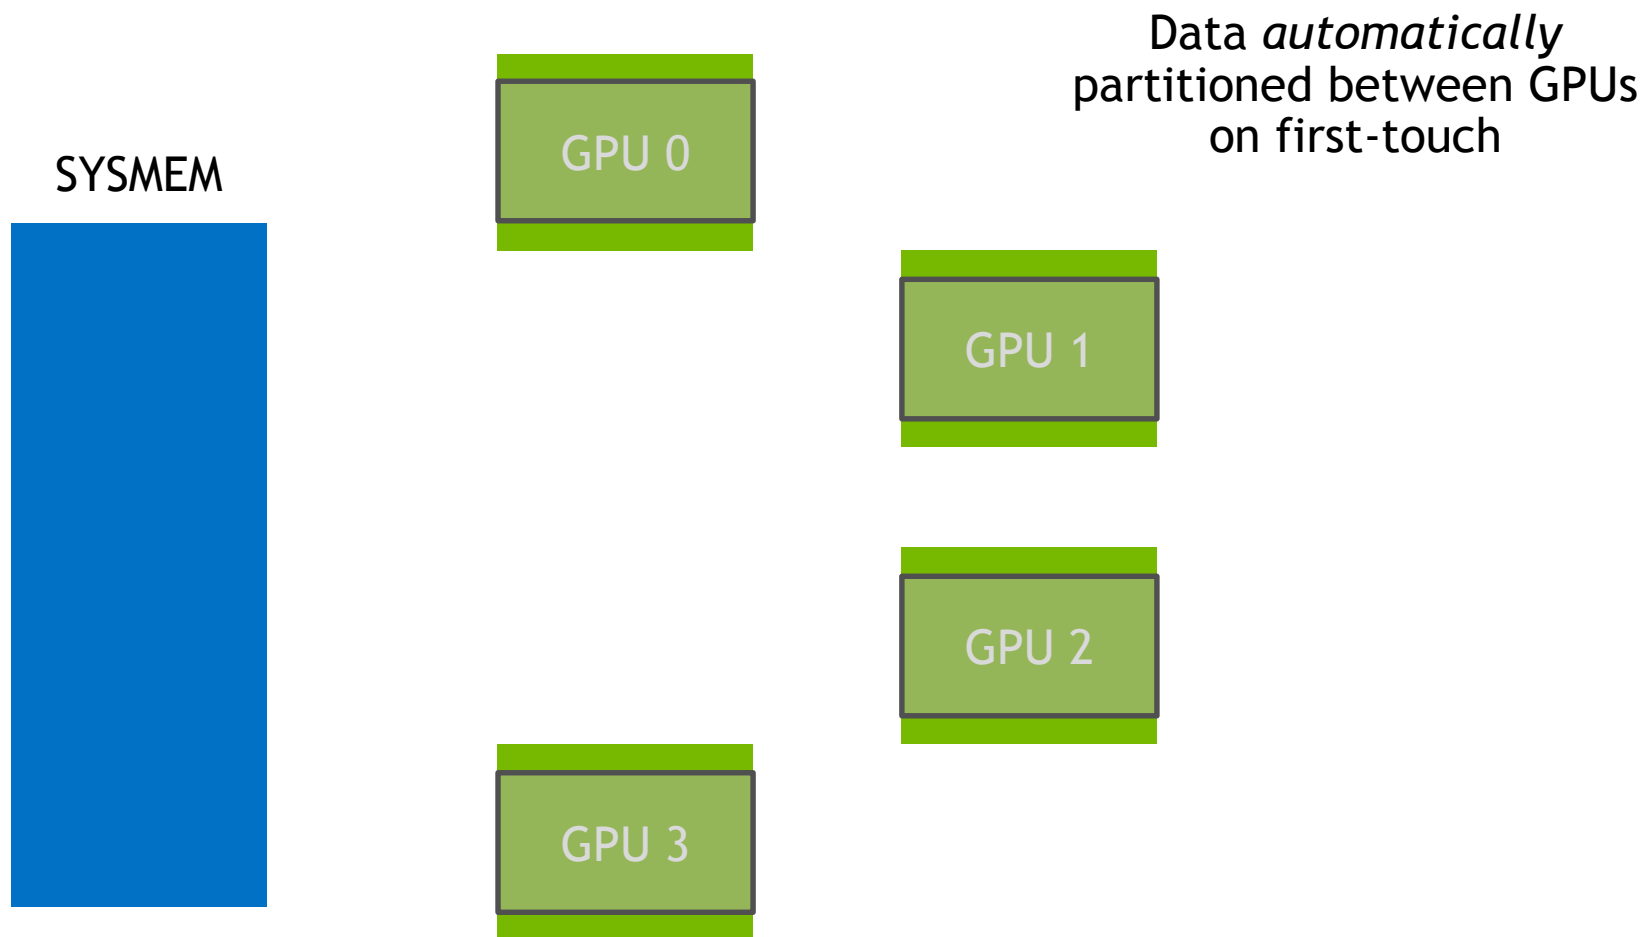 Data automatically
partitioned between GPUs
on first-touch
SYSMEM
GPU 0
GPU 1
GPU 2
GPU 3